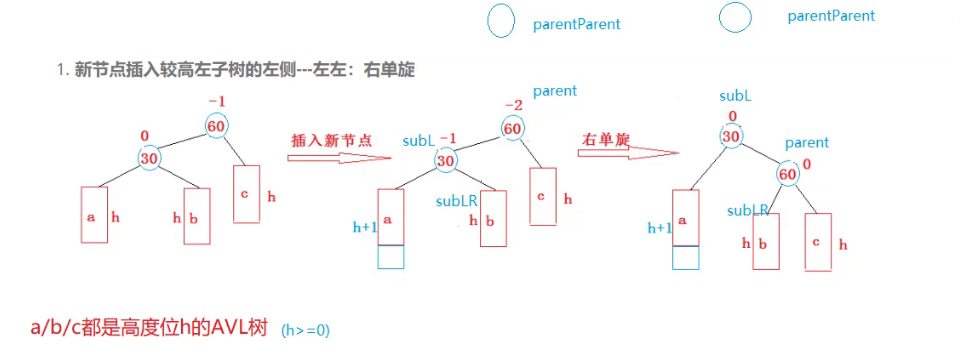 parentParent
parentParent
1. 新节点插入较高左子树的左侧---左左：右单旋
-1
60
0
30
a
h
h
b
c
h
插入新节点
parent
-2
60
subL
-1
30
subLR
h+1
a
h
b
c
h
右单旋
subL
0
30
parent
60
0
subLR
h+1
a
h
b
c
h
a/b/c都是高度位h的AVL树 (h>=0)